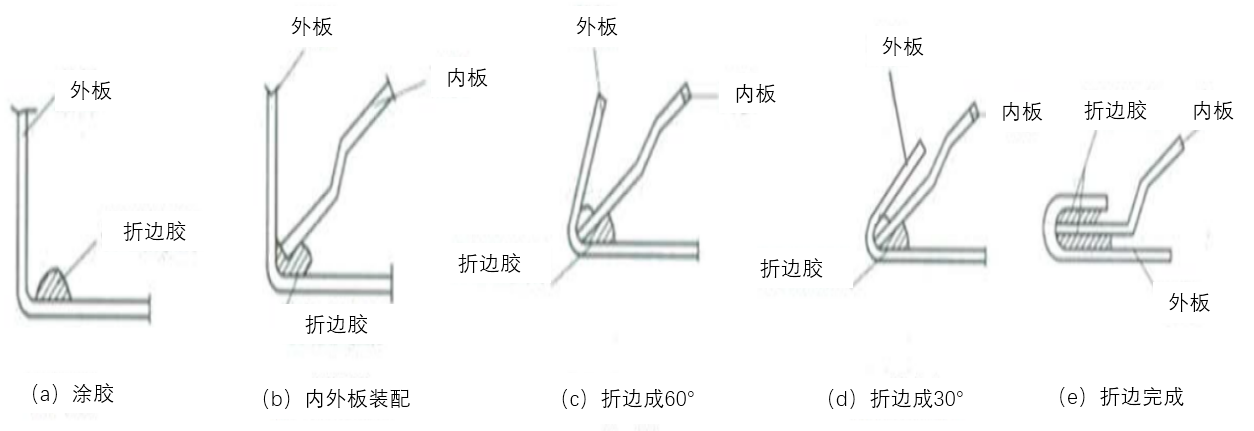 外板
折边胶
(a) 涂胶
外板
内板
折边胶
(b) 内外板装配
外板
内板
折边胶
(c) 折边成60°
外板
内板
折边胶
(d) 折边成30°
折边胶
内板
外板
(e) 折边完成